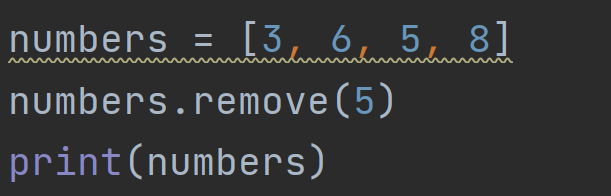 numbers = [3, 6, 5, 8]
numbers.remove(5)
print(numbers)